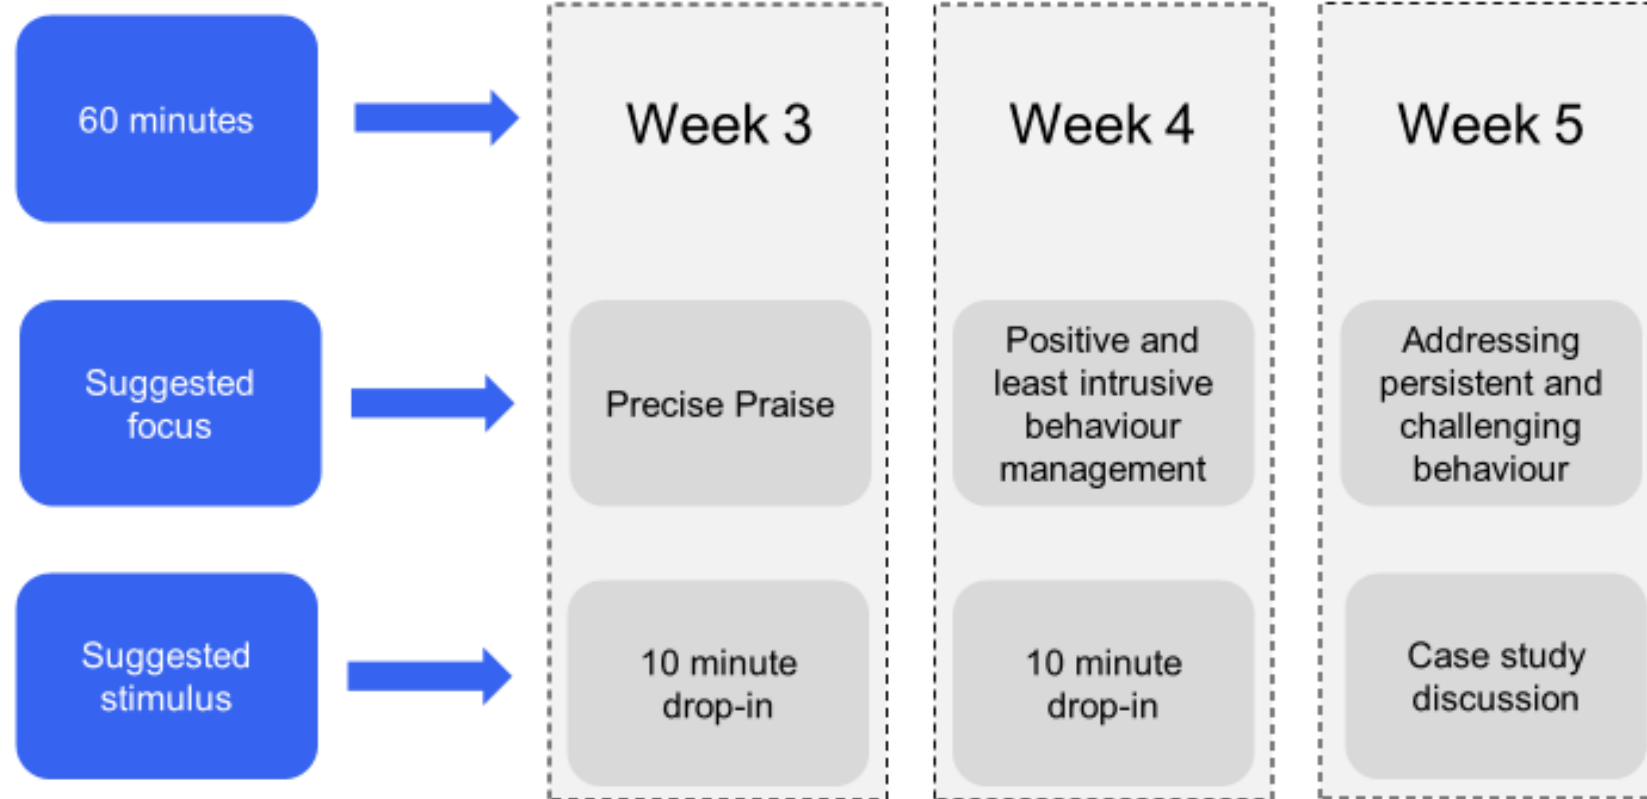 60 minutes
Week 3
Week 4
Week 5
Suggested
focus
Precise Praise
Positive and
least intrusive
behaviour
management
Addressing
persistent and
challenging
behaviour
Suggested
stimulus
10 minute
drop-in
10 minute
drop-in
Case study
discussion